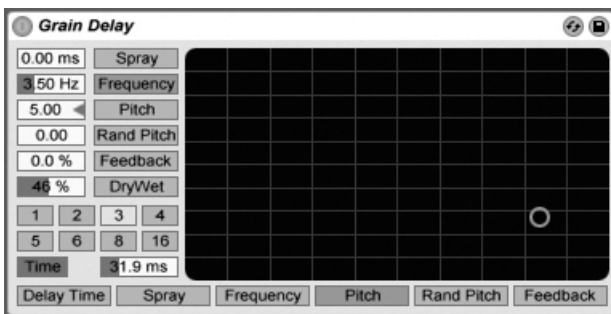 Grain Delay
0.00 ms Spray
3.50 Hz Frequency
5.00 Pitch
0.00 Rand Pitch
0.0 % Feedback
46 % DryWet
1 2 3 4
5 6 8 16
Time 31.9 ms
Delay Time Spray Frequency Pitch Rand Pitch Feedback